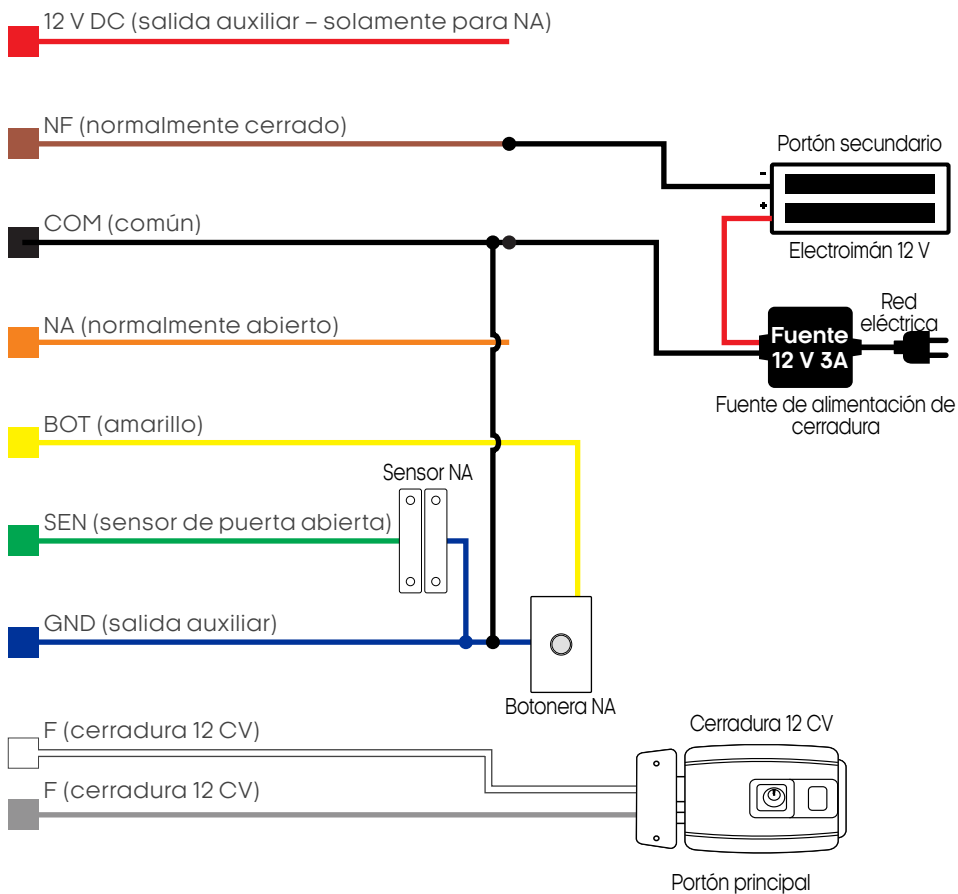 12 V DC (salida auxiliar – solamente para NA)
NF (normalmente cerrado)
Portón secundario
-
+
COM (común)
Electroimán 12 V
Red
eléctrica
NA (normalmente abierto)
Fuente
12 V 3A
Fuente de alimentación de
cerradura
BOT (amarillo)
Sensor NA
SEN (sensor de puerta abierta)
GND (salida auxiliar)
Botonera NA
F (cerradura 12 CV)
Cerradura 12 CV
F (cerradura 12 CV)
Portón principal